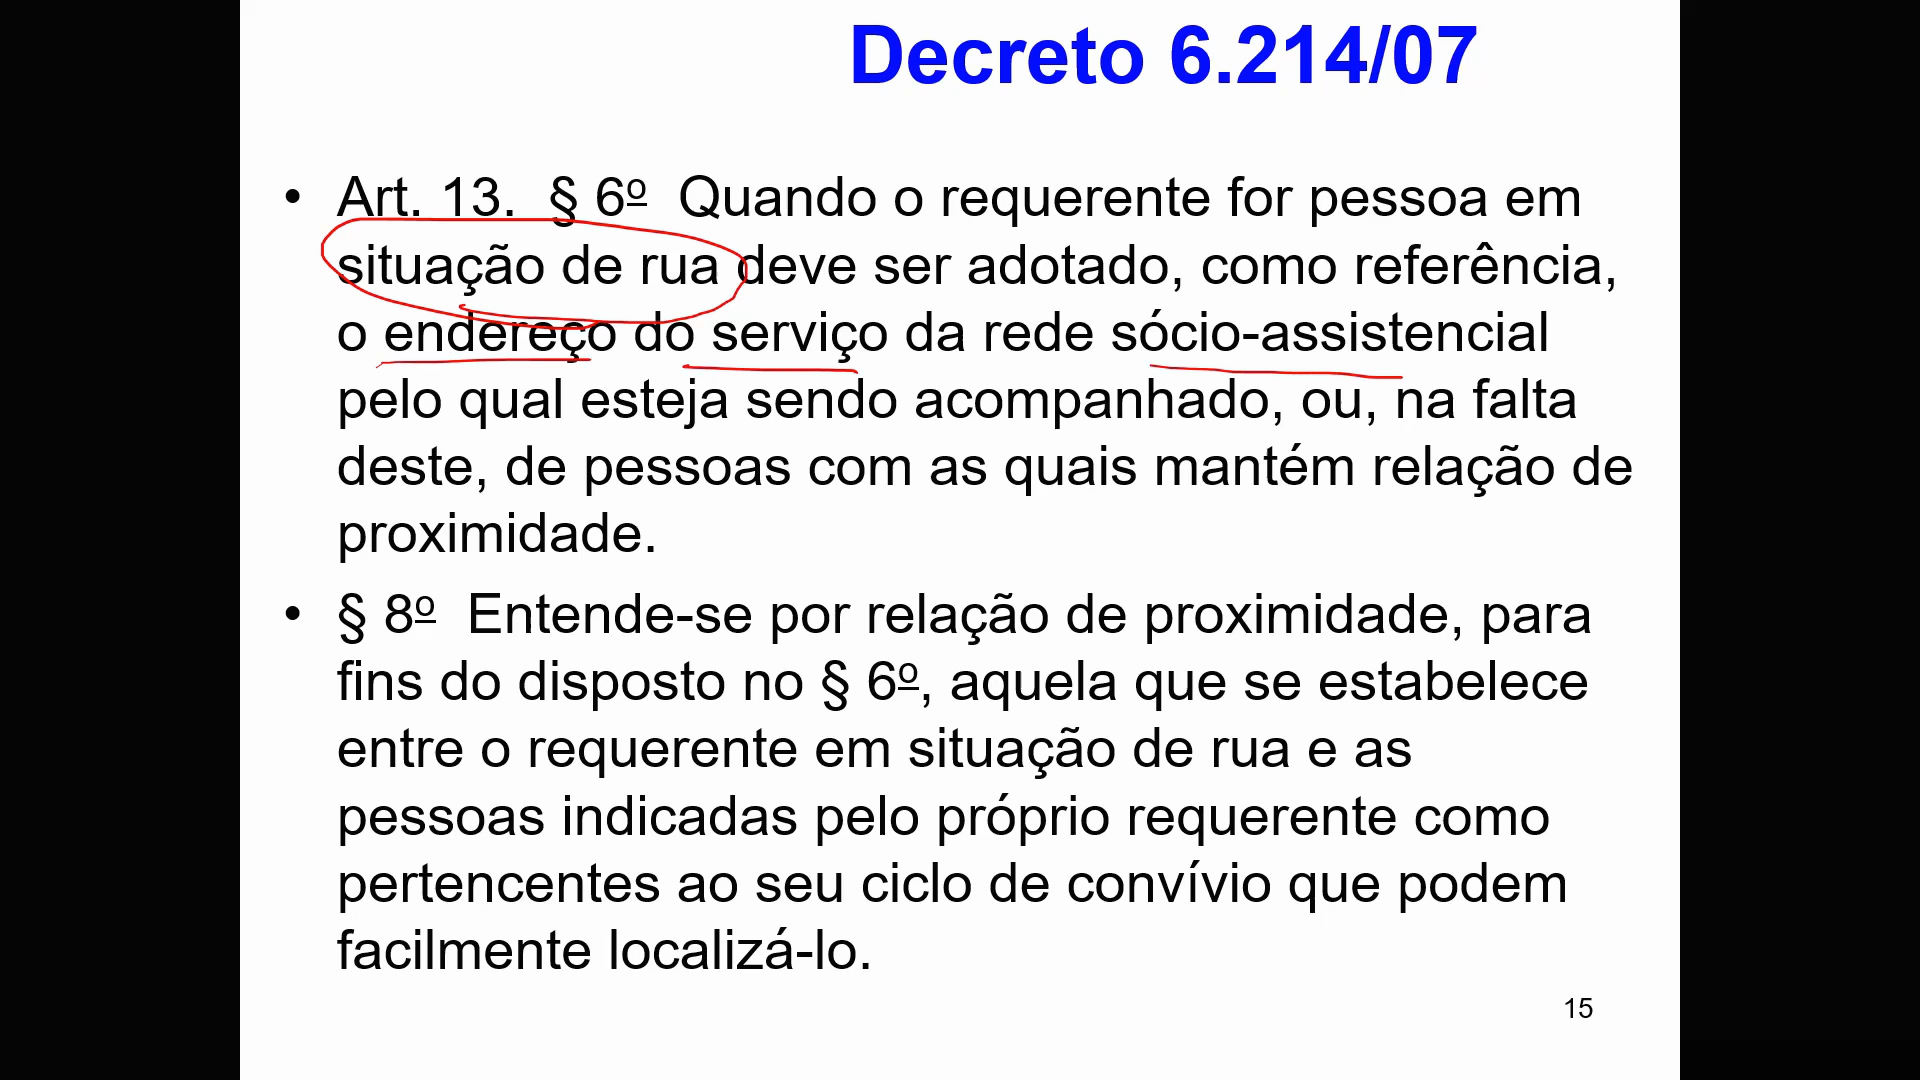 Decreto 6.214/07
• Art. 13. § 6º Quando o requerente for pessoa em
situação de rua deve ser adotado, como referência,
o endereço do serviço da rede sócio-assistencial
pelo qual esteja sendo acompanhado, ou, na falta
deste, de pessoas com as quais mantém relação de
proximidade.
• § 8º Entende-se por relação de proximidade, para
fins do disposto no § 6º, aquela que se estabelece
entre o requerente em situação de rua e as
pessoas indicadas pelo próprio requerente como
pertencentes ao seu ciclo de convívio que podem
facilmente localizá-lo.
15